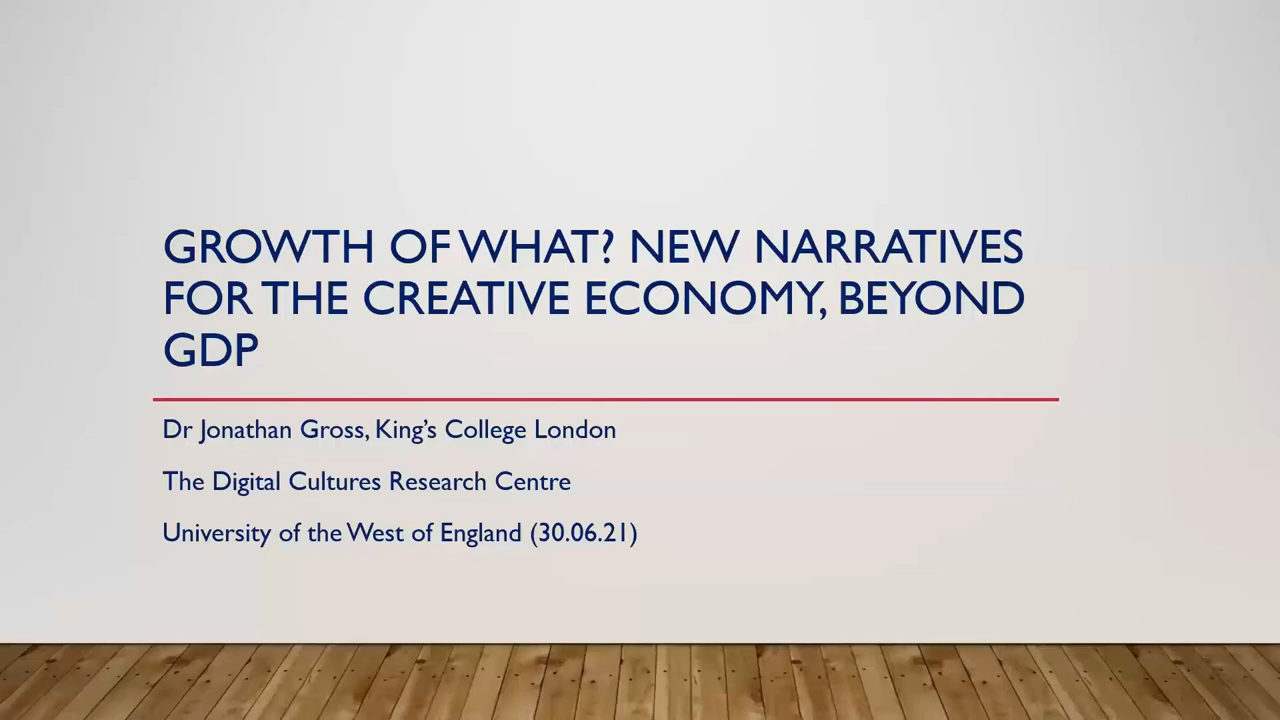 GROWTH OF WHAT? NEW NARRATIVES
FOR THE CREATIVE ECONOMY, BEYOND
GDP
Dr Jonathan Gross, King’s College London
The Digital Cultures Research Centre
University of the West of England (30.06.21)